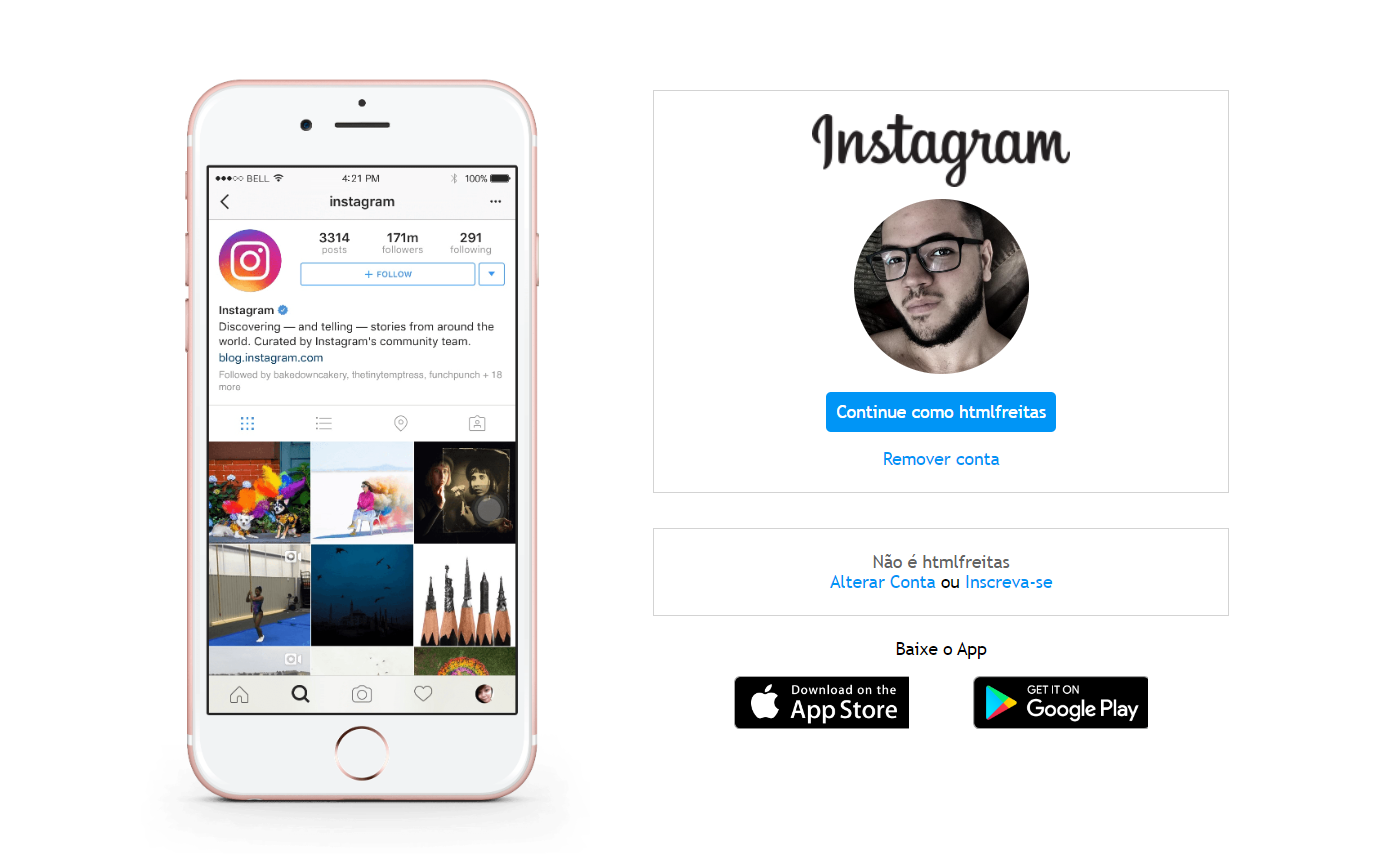 BELL
4:21 PM
100%
instagram
3314
171m
291
posts
followers
following
+ FOLLOW
Instagram
Discovering — and telling — stories from around the
world. Curated by Instagram's community team.
blog.instagram.com
Followed by bakedowncakery, thetinytemptress, funchpunch + 18
more
Instagram
Continue como htmlfreitas
Remover conta
Não é htmlfreitas
Alterar Conta ou Inscreva-se
Baixe o App
Download on the
App Store
GET IT ON
Google Play